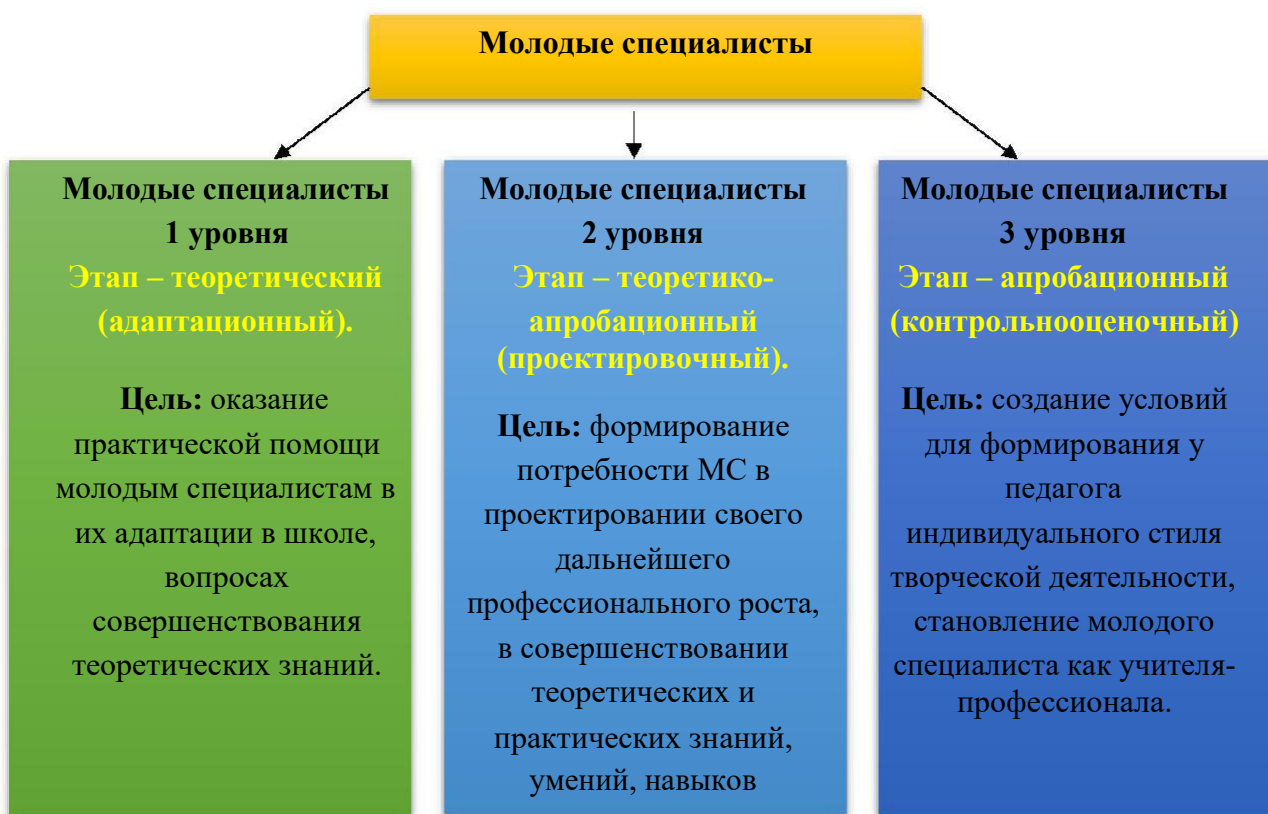 Молодые специалисты
Молодые специалисты
1 уровня
Этап – теоретический
(адаптационный).
Цель: оказание
практической помощи
молодым специалистам в
их адаптации в школе,
вопросах
совершенствования
теоретических знаний.
Молодые специалисты
2 уровня
Этап – теоретико-
апробационный
(проектировочный).
Цель: формирование
потребности МС в
проектировании своего
дальнейшего
профессионального роста,
в совершенствовании
теоретических и
практических знаний,
умений, навыков
Молодые специалисты
3 уровня
Этап – апробационный
(контрольнооценочный)
Цель: создание условий
для формирования у
педагога
индивидуального стиля
творческой деятельности,
становление молодого
специалиста как учителя-
профессионала.